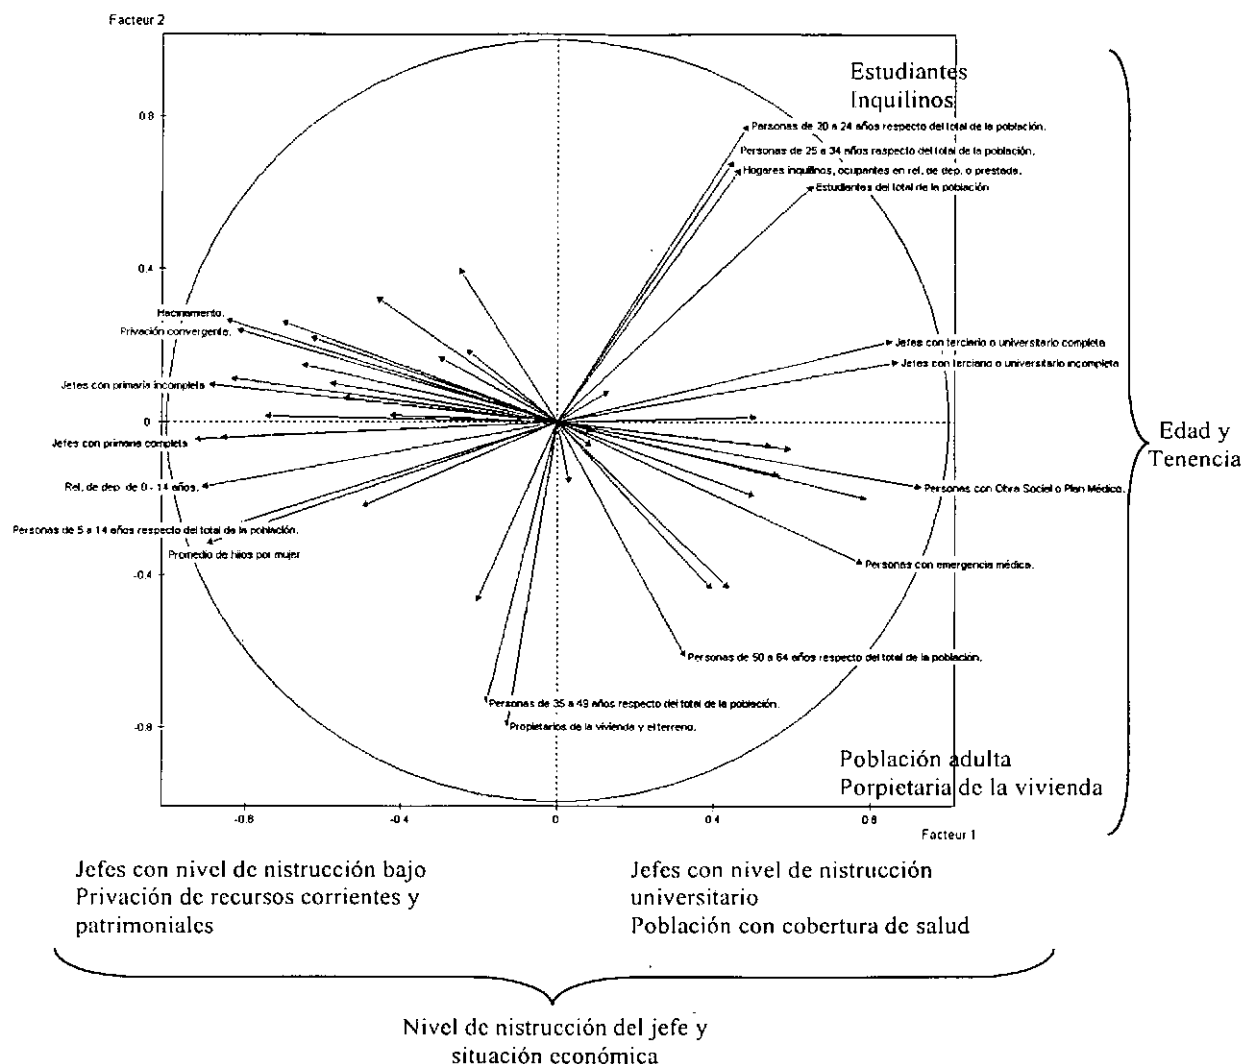 Facteur 2
Estudiantes
Inquilinos
0.8
Personas de 20 a 24 años respecto del total de la población.
Personas de 25 a 34 años respecto del total de la población.
Hogares inquilinos, ocupantes en rel. de dep. o prestada.
Estudiantes del total de la población
0.4
Hacinamiento.
Privación convergente.
Jefes con terciario o universitario completa
Jefes con terciario o universitario incompleta
Jefes con primaria incompleta
0
Jefes con primaria completa
Edad y
Tenencia
Rel. de dep. de 0 - 14 años.
Personas con Obra Social o Plan Médico.
Personas de 5 a 14 años respecto del total de la población.
Promedio de hijos por mujer
-0.4
Personas con emergencia médica.
Personas de 50 a 64 años respecto del total de la población.
Personas de 35 a 49 años respecto del total de la población.
-0.8
Propietarios de la vivienda y el terreno.
Población adulta
Porpietaria de la vivienda
-0.8
-0.4
0
0.4
0.8
Facteur 1
Jefes con nivel de nistrucción bajo
Privación de recursos corrientes y
patrimoniales
Jefes con nivel de nistrucción
universitario
Población con cobertura de salud
Nivel de nistrucción del jefe y
situación económica